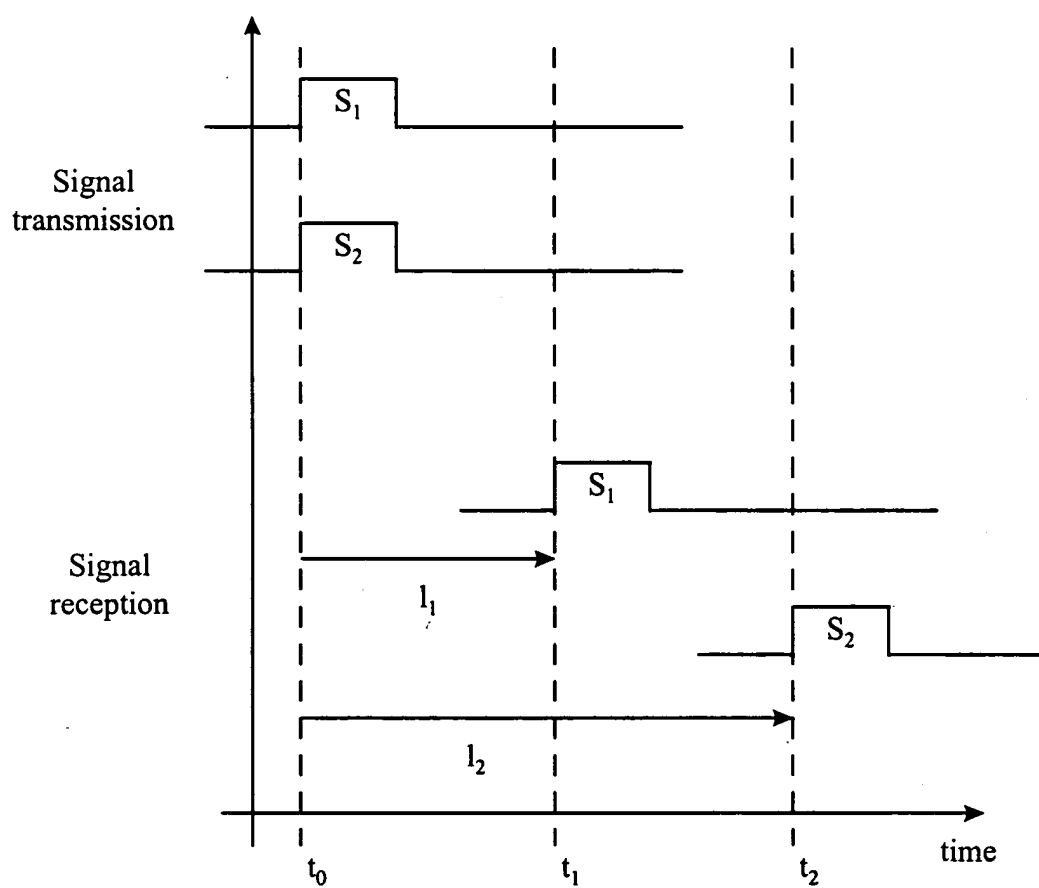 S₁
Signal
transmission
S₂
S₁
Signal
reception
l₁
S₂
l₂
time
t₀ t₁ t₂